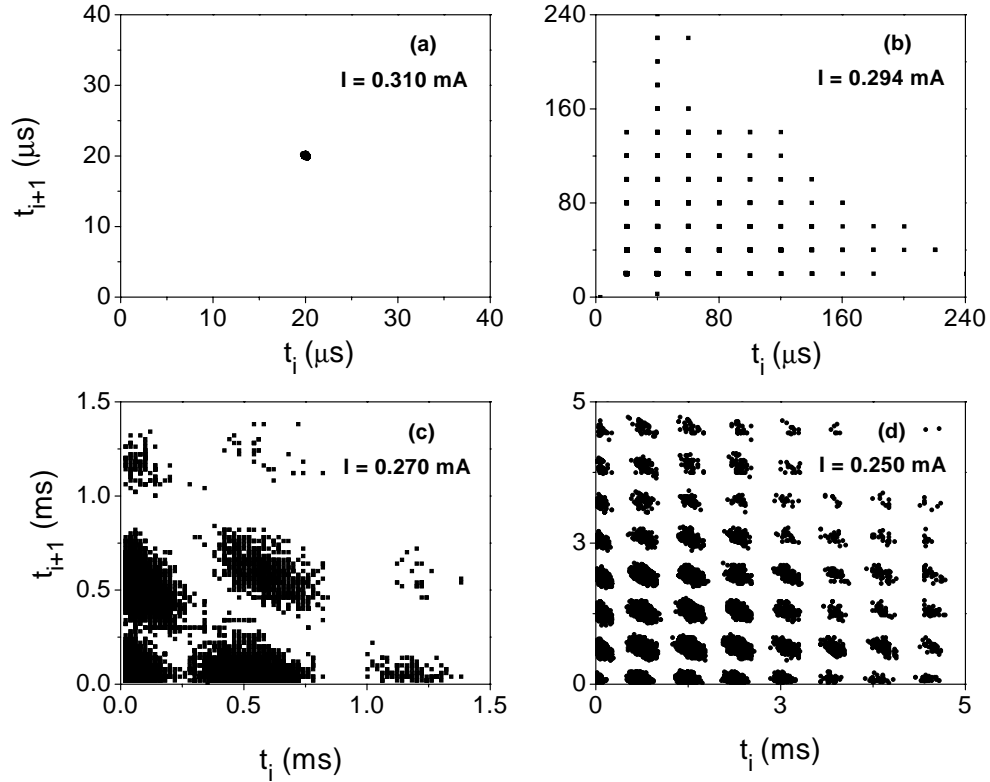 (a)
I = 0.310 mA
40
30
20
10
0
t_{i+1} (μs)
0 10 20 30 40
t_i (μs)
(b)
I = 0.294 mA
240
160
80
0
0 80 160 240
t_i (μs)
(c)
I = 0.270 mA
1.5
1.0
0.5
0.0
t_{i+1} (ms)
0.0 0.5 1.0 1.5
t_i (ms)
(d)
I = 0.250 mA
5
3
0
0 3 5
t_i (ms)